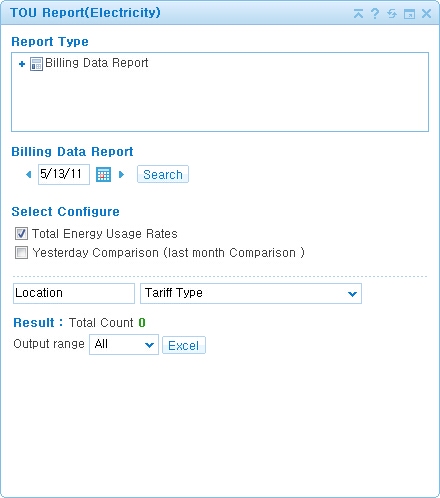 TOU Report(Electricity)
Report Type
Billing Data Report
Billing Data Report
5/13/11 Search
Select Configure
Total Energy Usage Rates
Yesterday Comparison (last month Comparison )
Location Tariff Type
Result : Total Count 0
Output range All Excel